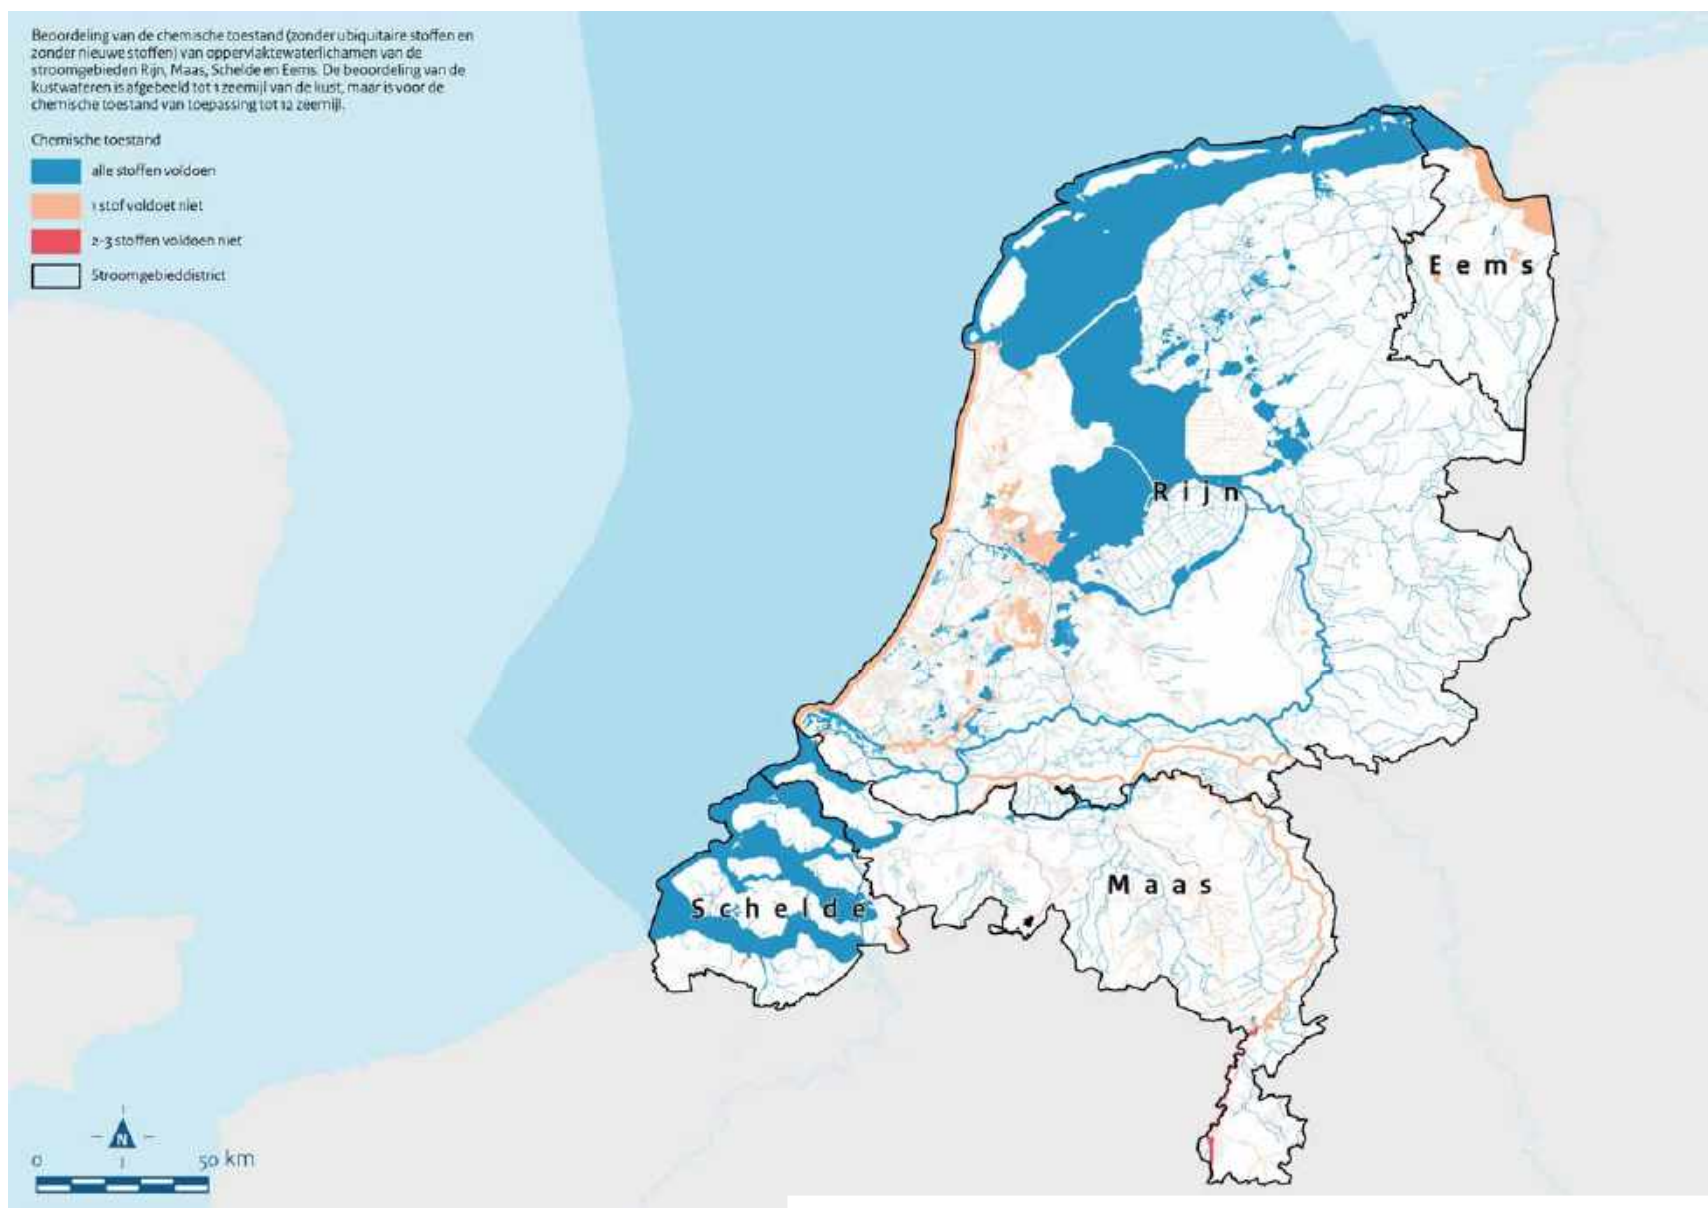 Beoordeling van de chemische toestand (zonder ubiquitaire stoffen en
zonder nieuwe stoffen) van oppervlaktewaterlichamen van de
stroomgebieden Rijn, Maas, Schelde en Eems. De beoordeling van de
kustwateren is afgebeeld tot 1 zeemijl van de kust, maar is voor de
chemische toestand van toepassing tot 12 zeemijl.
Chemische toestand
alle stoffen voldoen
1 stof voldoet niet
2-3 stoffen voldoen niet
Stroomgebieddistrict
Eems
Rijn
Maas
Schelde
N
0 50 km